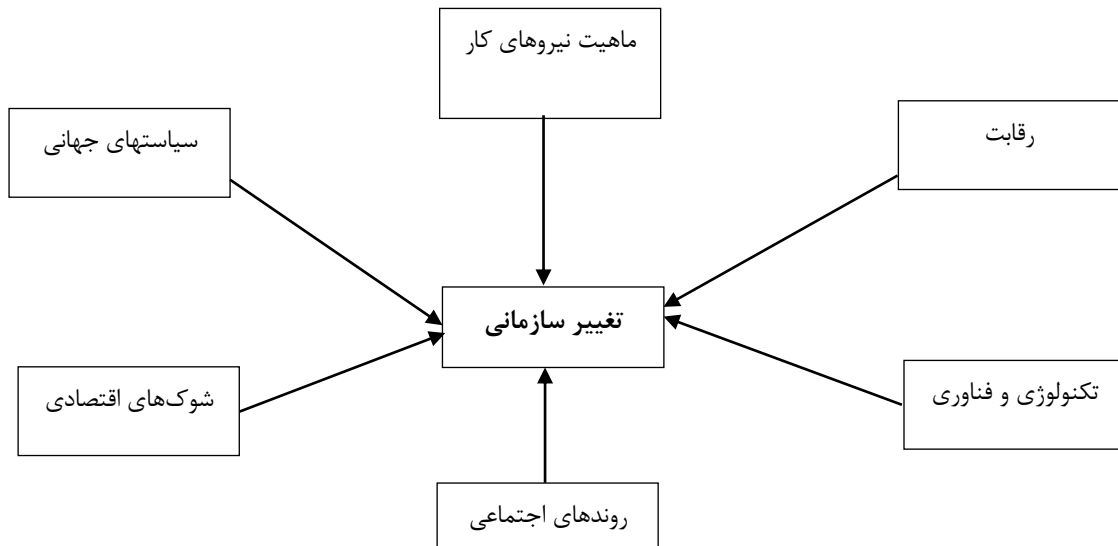 ماهیت نیروهای کار
رقابت
سیاستهای جهانی
تغییر سازمانی
تکنولوژی و فناوری
شوک‌های اقتصادی
روندهای اجتماعی